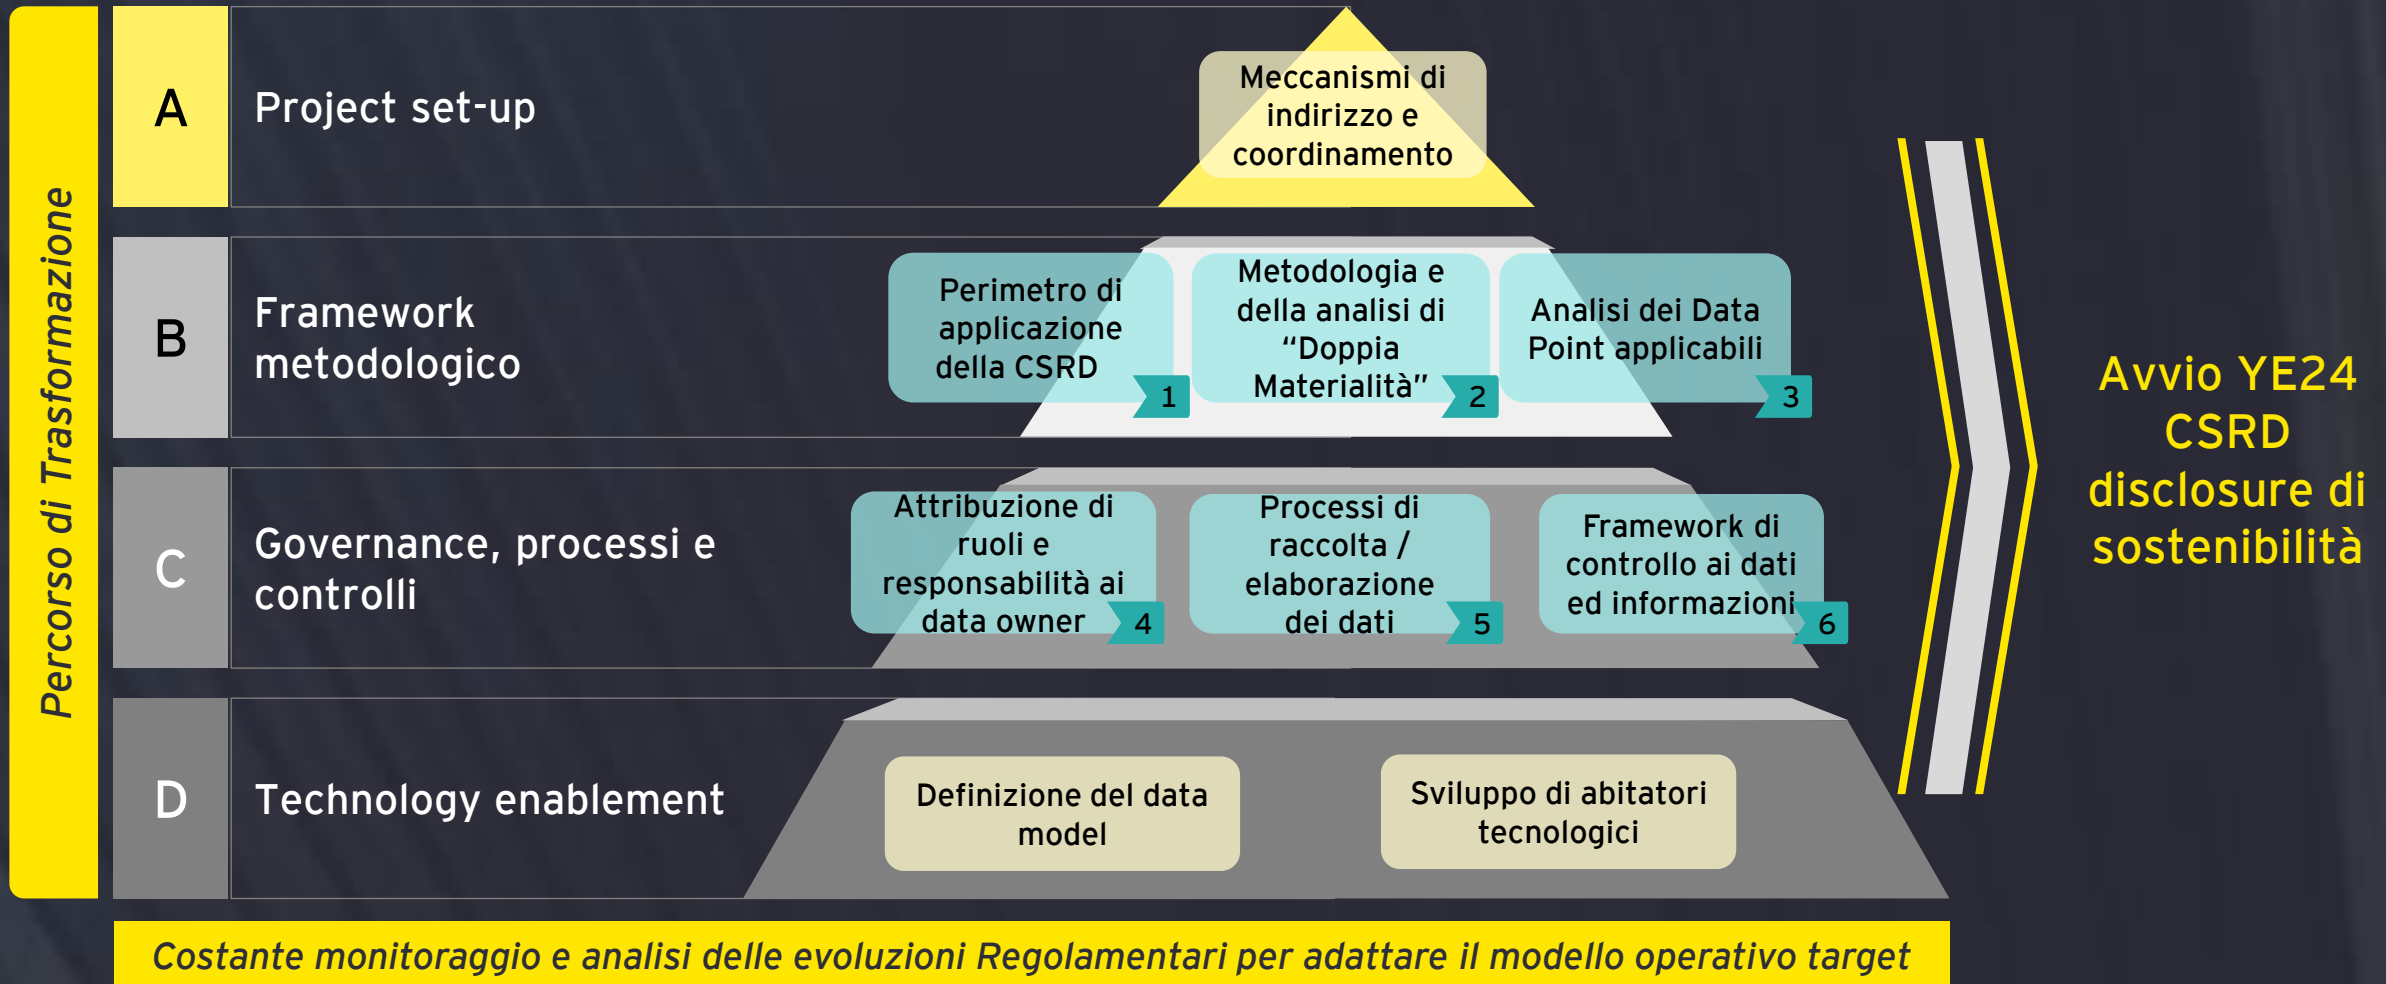 Percorso di Trasformazione
A
Project set-up
Meccanismi di
indirizzo e
coordinamento
B
Framework
metodologico
Perimetro di
applicazione
della CSRD
1
Metodologia e
della analisi di
“Doppia
Materialità”
2
Analisi dei Data
Point applicabili
3
C
Governance, processi e
controlli
Attribuzione di
ruoli e
responsabilità ai
data owner
4
Processi di
raccolta /
elaborazione
dei dati
5
Framework di
controllo ai dati
ed informazioni
6
D
Technology enablement
Definizione del data
model
Sviluppo di abitatori
tecnologici
Avvio YE24
CSRD
disclosure di
sostenibilità
Costante monitoraggio e analisi delle evoluzioni Regolamentari per adattare il modello operativo target